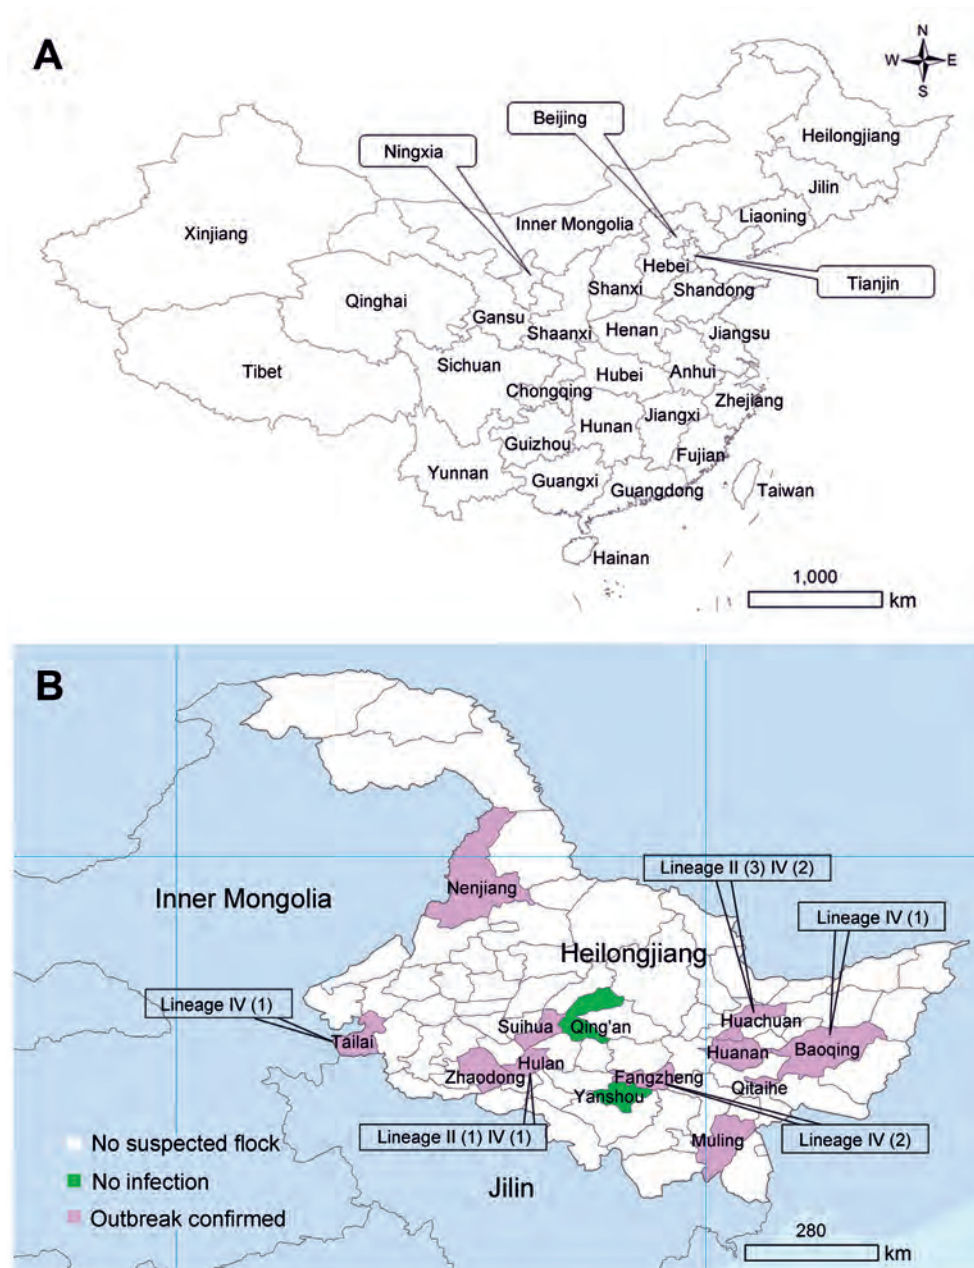 A
N
W E
S
Beijing
Ningxia
Heilongjiang
Jilin
Liaoning
Inner Mongolia
Xinjiang
Hebei
Tianjin
Shanxi
Shandong
Qinghai
Gansu
Shaanxi
Henan
Jiangsu
Sichuan
Tibet
Hubei
Anhui
Chongqing
Zhejiang
Jiangxi
Hunan
Guizhou
Fujian
Yunnan
Guangxi
Guangdong
Taiwan
Hainan
1,000
km
B
Lineage II (3) IV (2)
Nenjiang
Inner Mongolia
Lineage IV (1)
Heilongjiang
Lineage IV (1)
Huachuan
Suihua
Qing'an
Tailai
Huanan
Baoqing
Hulan
Zhaodong
Fangzheng
Qitaihe
Yanshou
Lineage II (1) IV (1)
Lineage IV (2)
Muling
No suspected flock
No infection
Jilin
Outbreak confirmed
280
km